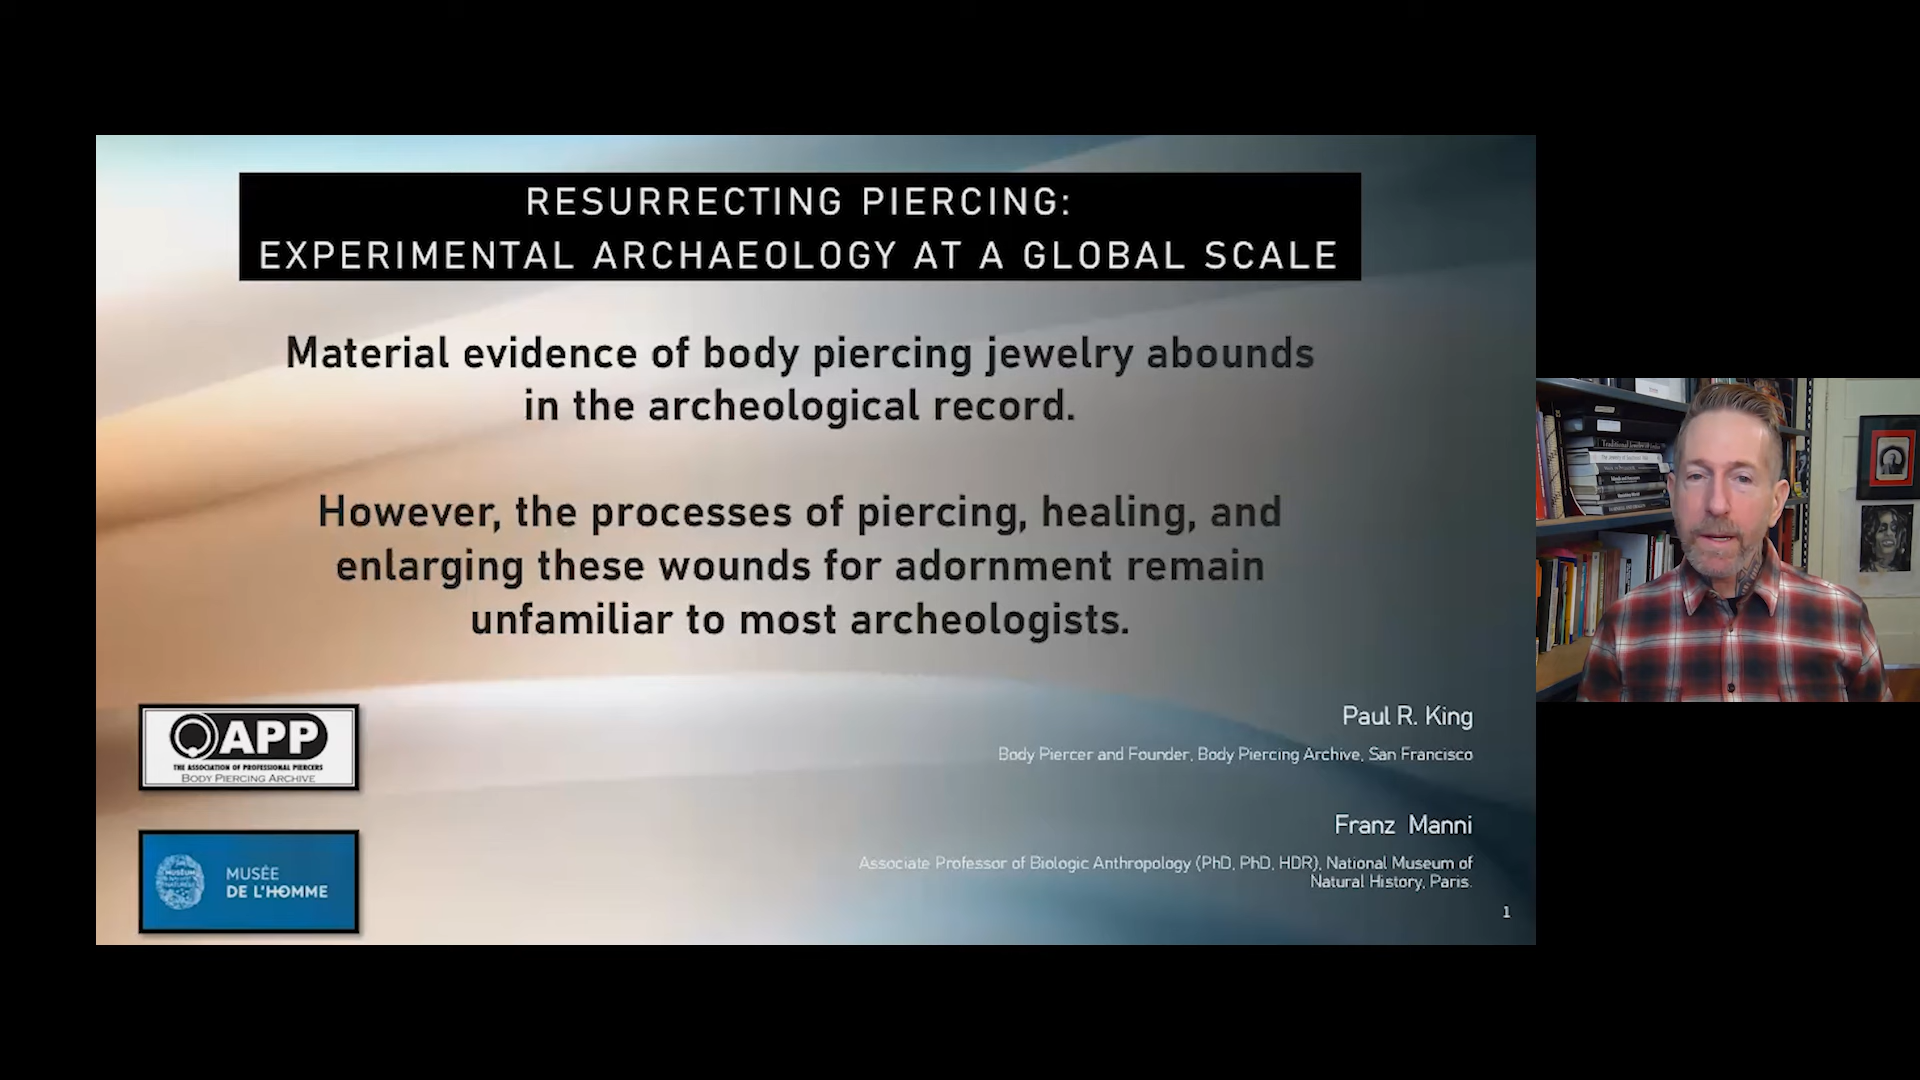 RESURRECTING PIERCING:
EXPERIMENTAL ARCHAEOLOGY AT A GLOBAL SCALE
Material evidence of body piercing jewelry abounds
in the archeological record.
However, the processes of piercing, healing, and
enlarging these wounds for adornment remain
unfamiliar to most archeologists.
APP
THE ASSOCIATION OF PROFESSIONAL PIERCERS
BODY PIERCING ARCHIVE
MUSÉE
DE L'HOMME
Paul R. King
Body Piercer and Founder, Body Piercing Archive, San Francisco
Franz Manni
Associate Professor of Biologic Anthropology (PhD, PhD, HDR), National Museum of
Natural History, Paris.
1